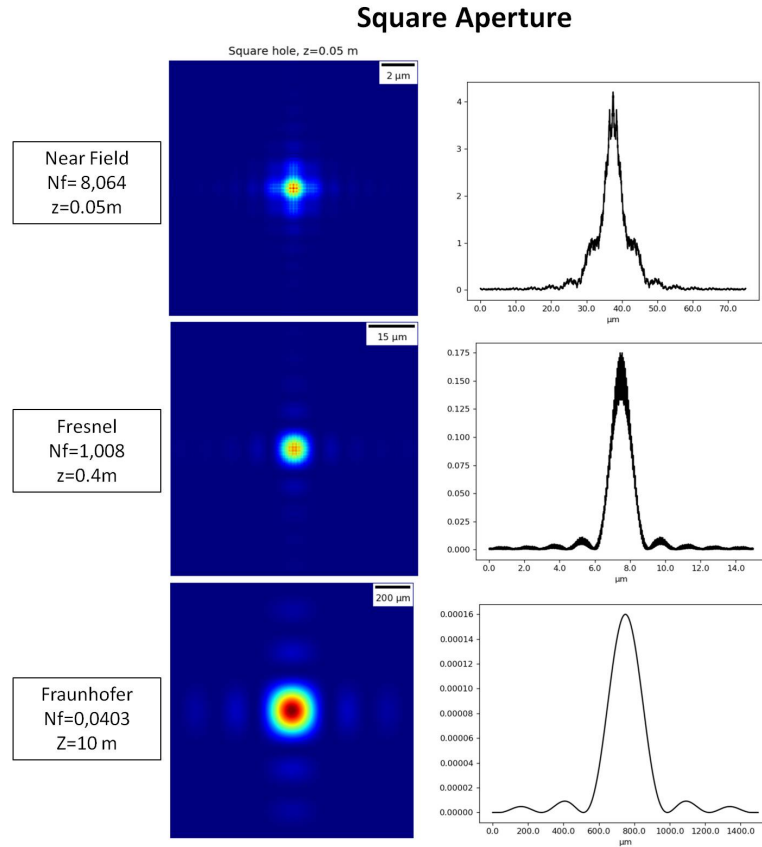 Square Aperture
Square hole, z=0.05 m
2 µm
Near Field
Nf= 8,064
z=0.05m
4
3
2
1
0
0.0 10.0 20.0 30.0 40.0 50.0 60.0 70.0
µm
15 µm
Fresnel
Nf=1,008
z=0.4m
0.175
0.150
0.125
0.100
0.075
0.050
0.025
0.000
0.0 2.0 4.0 6.0 8.0 10.0 12.0 14.0
µm
200 µm
Fraunhofer
Nf=0,0403
Z=10 m
0.00016
0.00014
0.00012
0.00010
0.00008
0.00006
0.00004
0.00002
0.00000
0.0 200.0 400.0 600.0 800.0 1000.0 1200.0 1400.0
µm